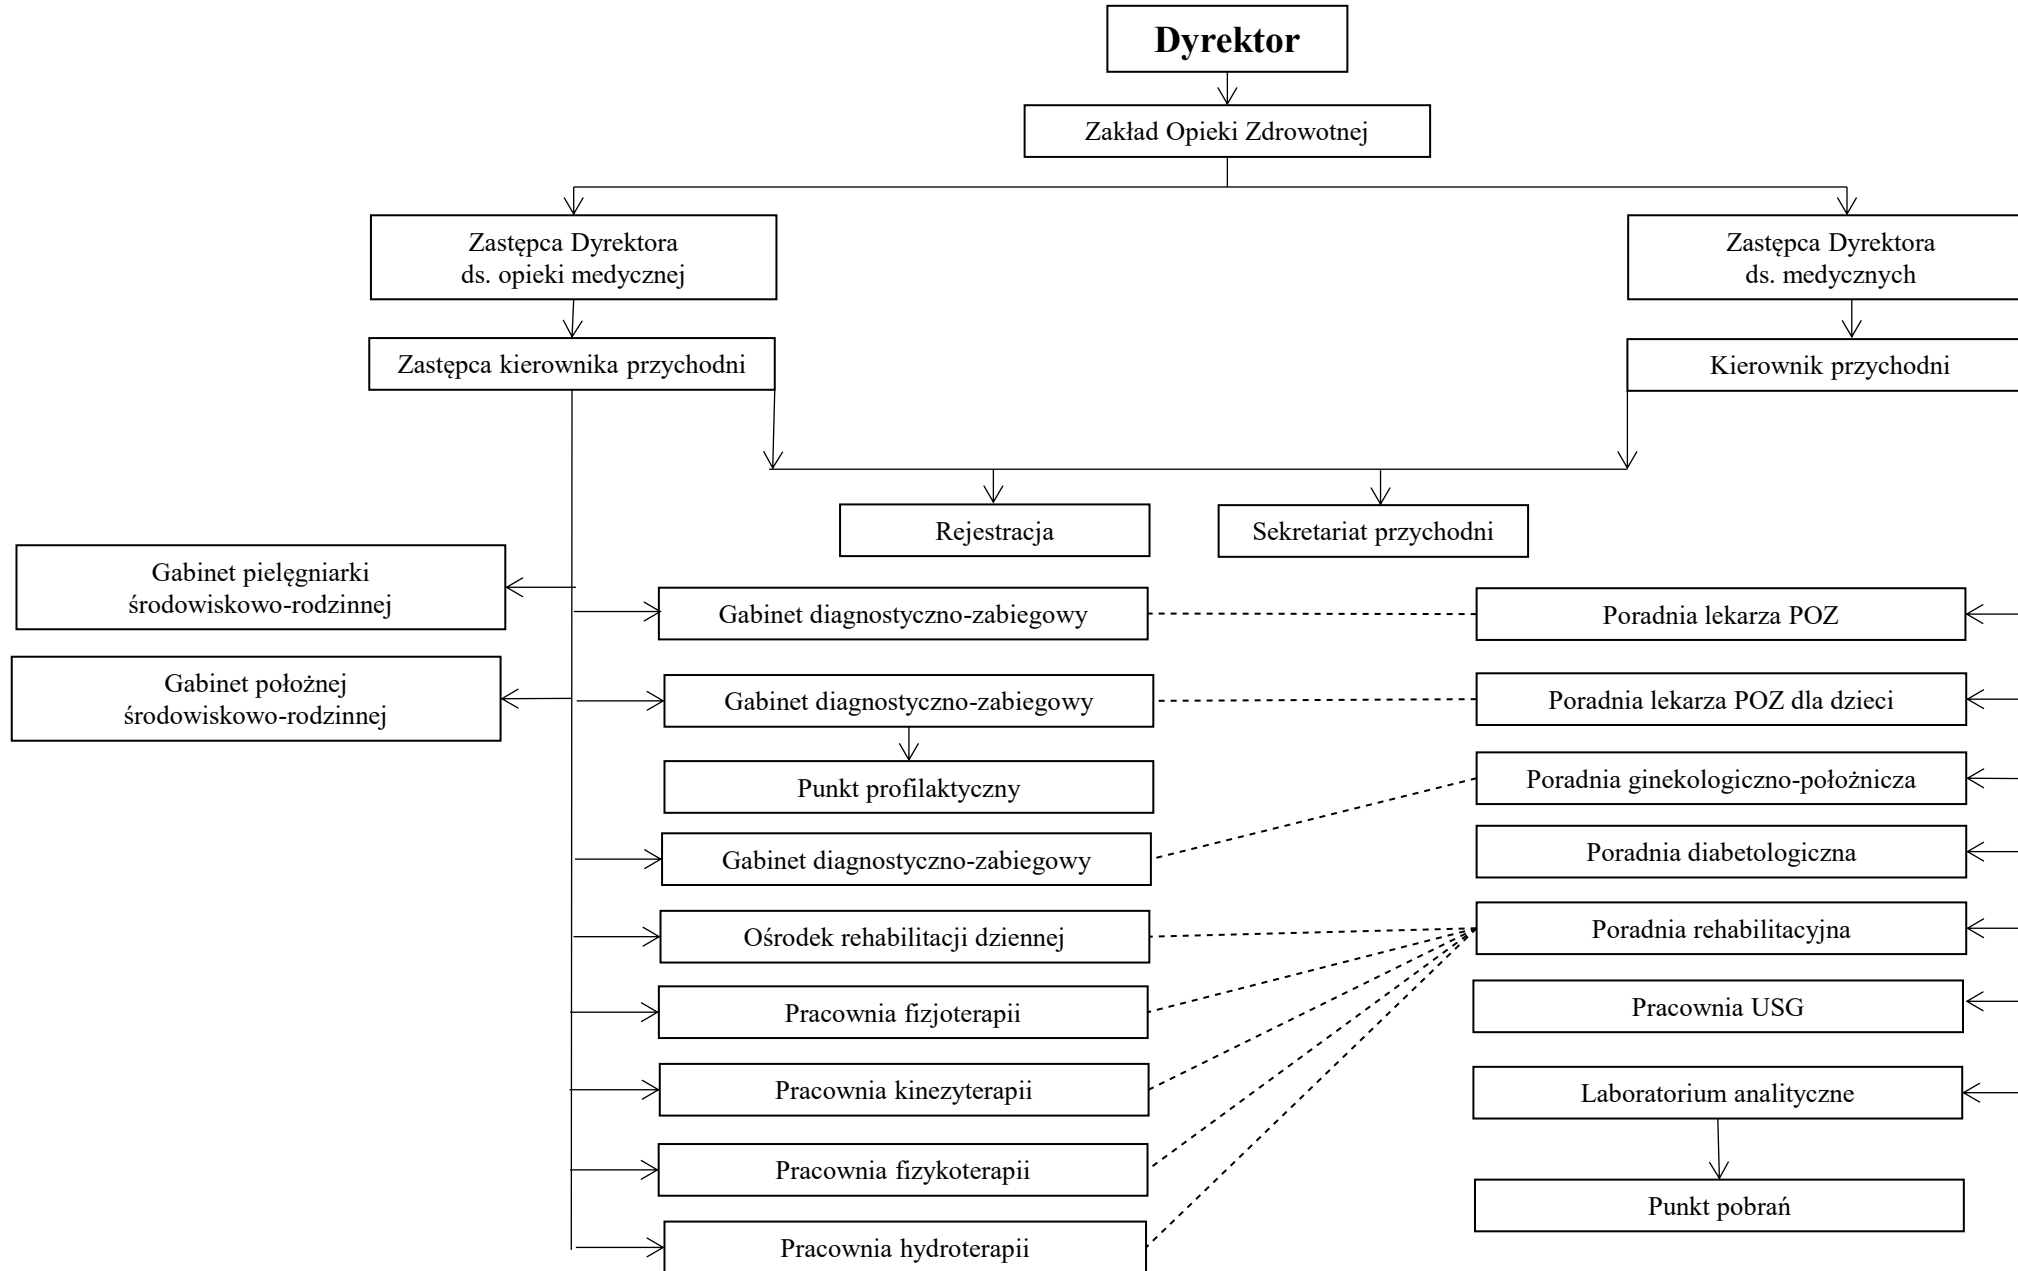 Dyrektor
Zakład Opieki Zdrowotnej
Zastępca Dyrektora
ds. opieki medycznej
Zastępca Dyrektora
ds. medycznych
Zastępca kierownika przychodni
Kierownik przychodni
Rejestracja
Sekretariat przychodni
Gabinet pielęgniarki
środowiskowo-rodzinnej
Gabinet położnej
środowiskowo-rodzinnej
Gabinet diagnostyczno-zabiegowy
Gabinet diagnostyczno-zabiegowy
Punkt profilaktyczny
Gabinet diagnostyczno-zabiegowy
Ośrodek rehabilitacji dziennej
Pracownia fizjoterapii
Pracownia kinezyterapii
Pracownia fizykoterapii
Pracownia hydroterapii
Poradnia lekarza POZ
Poradnia lekarza POZ dla dzieci
Poradnia ginekologiczno-położnicza
Poradnia diabetologiczna
Poradnia rehabilitacyjna
Pracownia USG
Laboratorium analityczne
Punkt pobrań